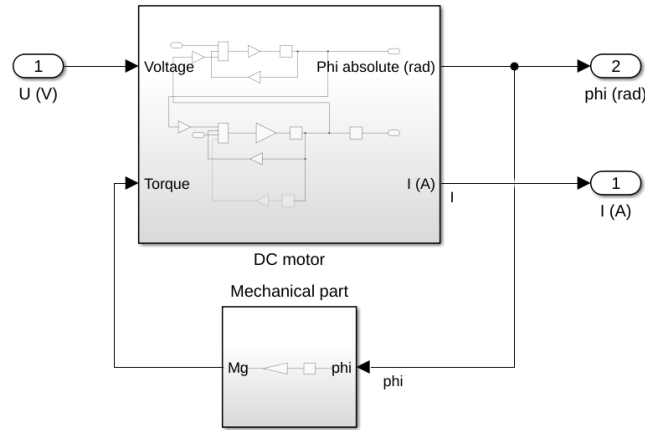 1
U (V)
Voltage
Phi absolute (rad)
2
phi (rad)
Torque
I (A)
I
1
I (A)
DC motor
Mechanical part
Mg
phi
phi